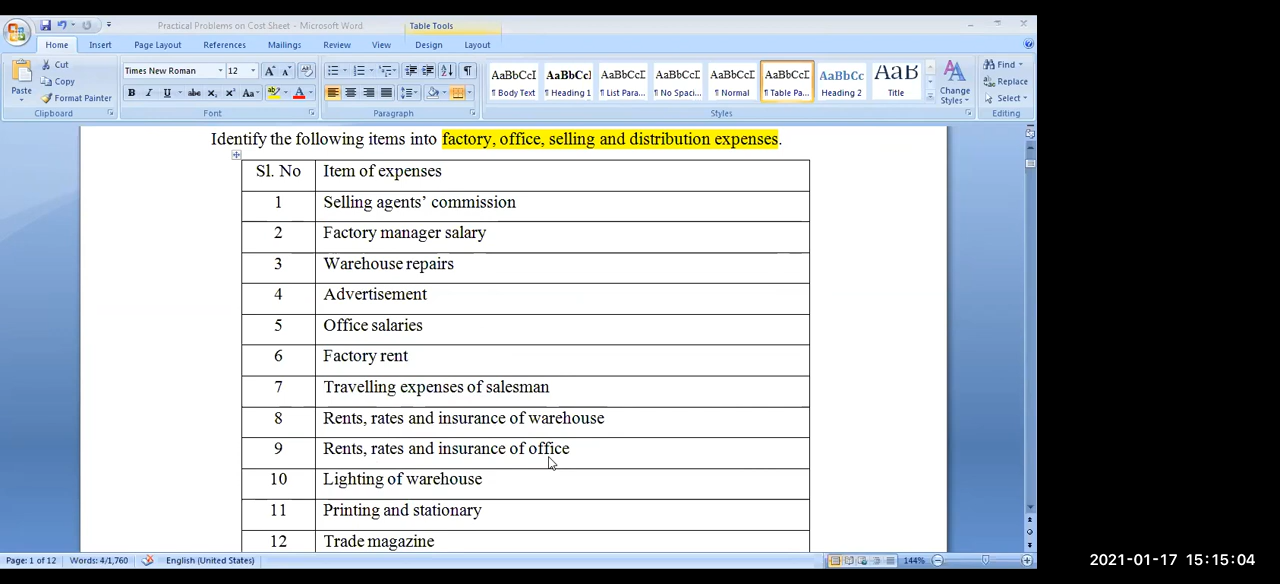 Practical Problems on Cost Sheet - Microsoft Word
Table Tools
Home Insert Page Layout References Mailings Review View Design Layout
Paste
Cut
Copy
Format Painter
Clipboard
Times New Roman 12
B I U abc x₂ x² Aa
Font
Paragraph
AaBbCcI AaBbCcl AaBbCcI AaBbCcI AaBbCcI AaBbCcI AaBbCc AaB
¶ Body Text ¶ Heading 1 ¶ List Para... ¶ No Spaci... ¶ Normal ¶ Table Pa... ¶ Heading 2 Title
Change
Styles
Styles
Find
Replace
Select
Editing
Identify the following items into factory, office, selling and distribution expenses.
Sl. No Item of expenses
1 Selling agents’ commission
2 Factory manager salary
3 Warehouse repairs
4 Advertisement
5 Office salaries
6 Factory rent
7 Travelling expenses of salesman
8 Rents, rates and insurance of warehouse
9 Rents, rates and insurance of office
10 Lighting of warehouse
11 Printing and stationary
12 Trade magazine
Page: 1 of 12 Words: 4/1,760 English (United States) 144%
2021-01-17 15:15:04